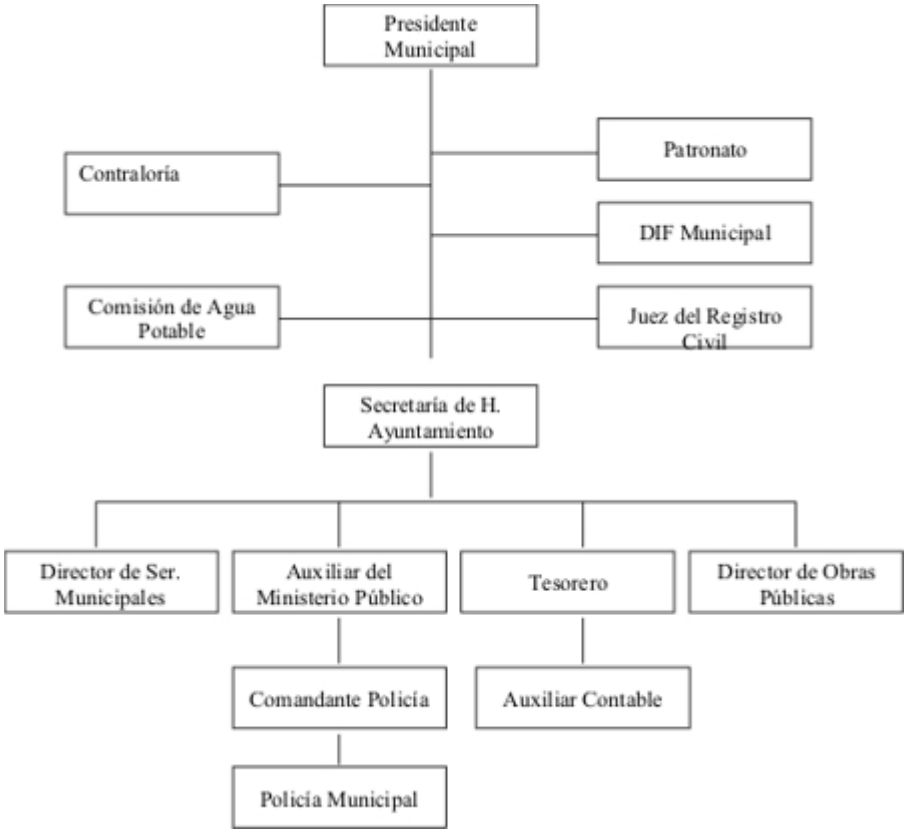 Presidente
Municipal
Patronato
Contraloría
DIF Municipal
Comisión de Agua
Potable
Juez del Registro
Civil
Secretaría de H.
Ayuntamiento
Director de Ser.
Municipales
Auxiliar del
Ministerio Público
Tesorero
Director de Obras
Públicas
Comandante Policía
Auxiliar Contable
Policía Municipal